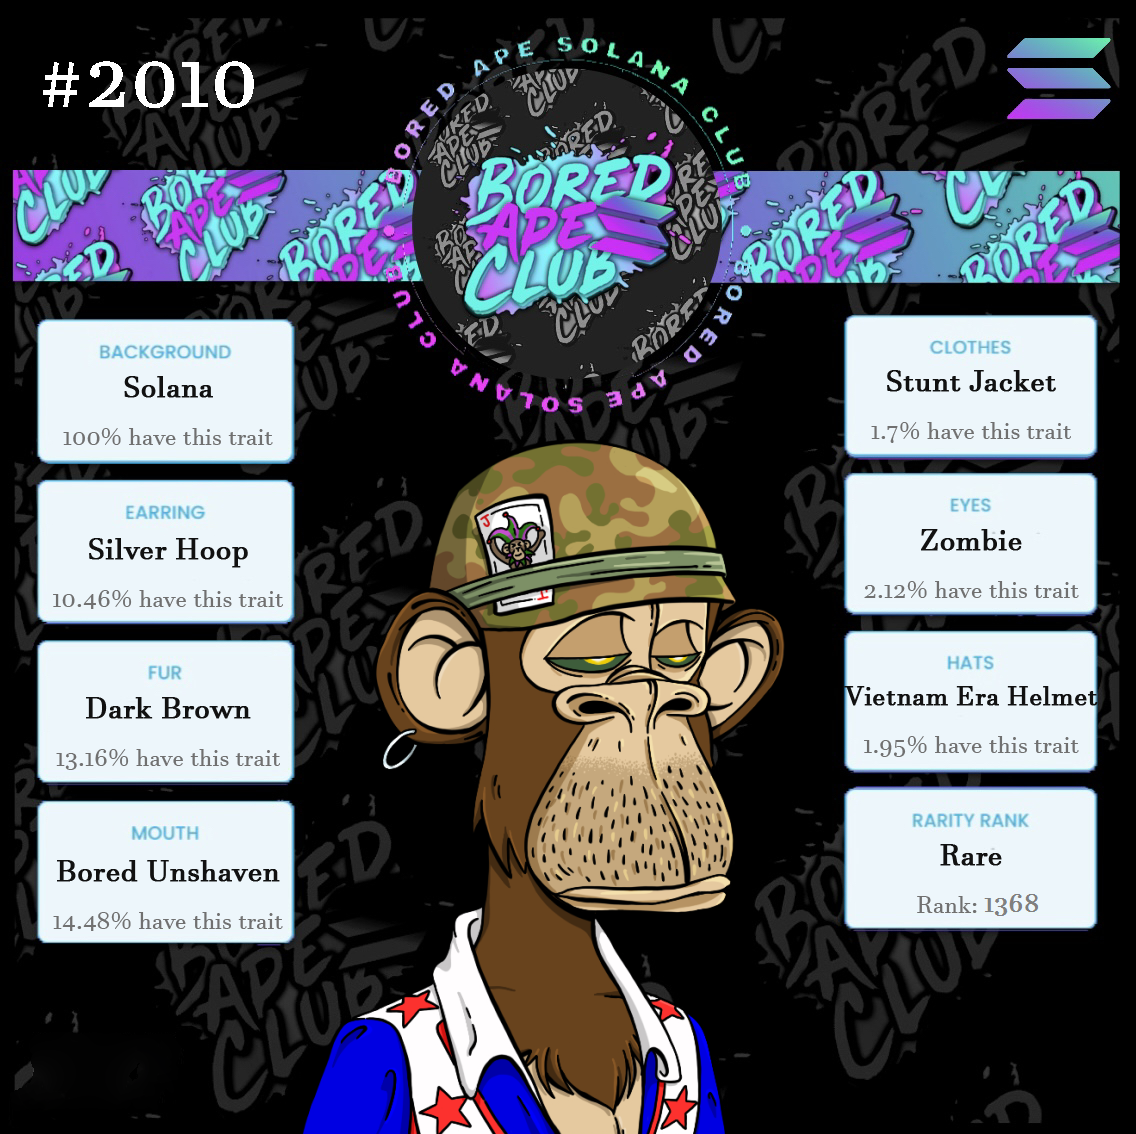 #2010
BORED APE SOLANA CLUB
BORED APE SOLANA CLUB
BORED
APE
CLUB
BACKGROUND
Solana
100% have this trait
EARRING
Silver Hoop
10.46% have this trait
FUR
Dark Brown
13.16% have this trait
MOUTH
Bored Unshaven
14.48% have this trait
CLOTHES
Stunt Jacket
1.7% have this trait
EYES
Zombie
2.12% have this trait
HATS
Vietnam Era Helmet
1.95% have this trait
RARITY RANK
Rare
Rank: 1368
J
J